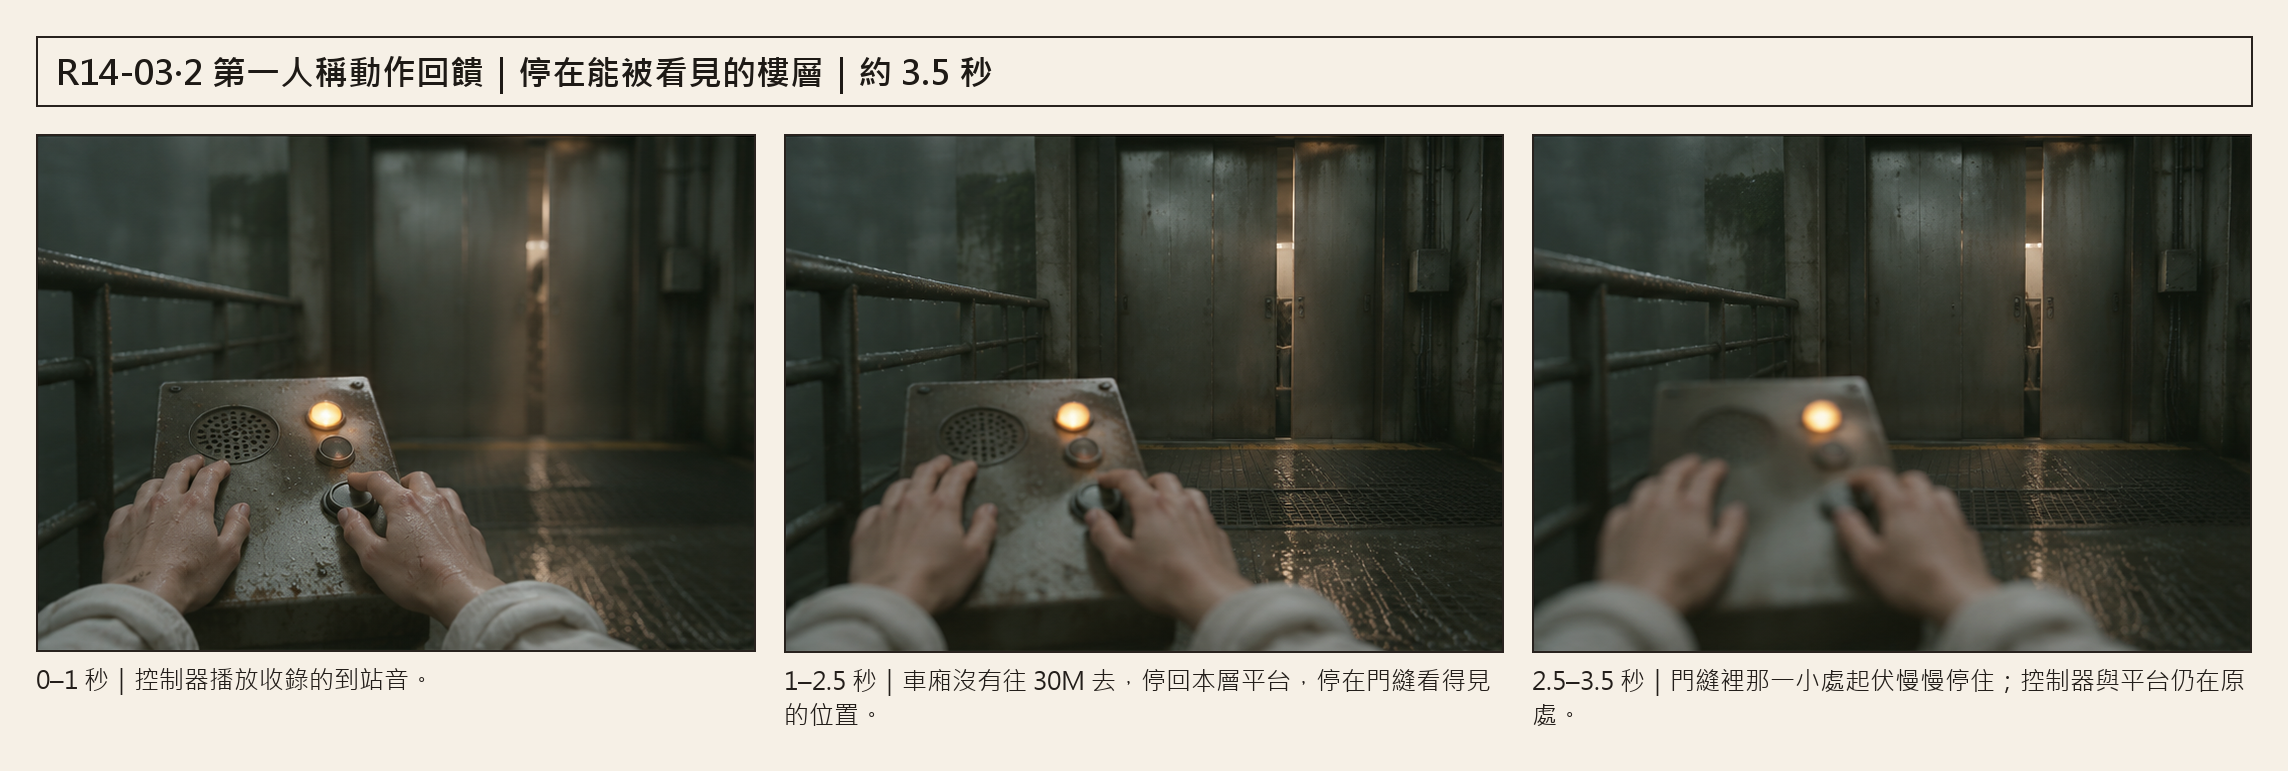 R14-03·2 第一人稱動作回饋｜停在能被看見的樓層｜約 3.5 秒
0–1 秒｜控制器播放收錄的到站音。
1–2.5 秒｜車廂沒有往 30M 去，停回本層平台，停在門縫看得見
的位置。
2.5–3.5 秒｜門縫裡那一小處起伏慢慢停住；控制器與平台仍在原
處。